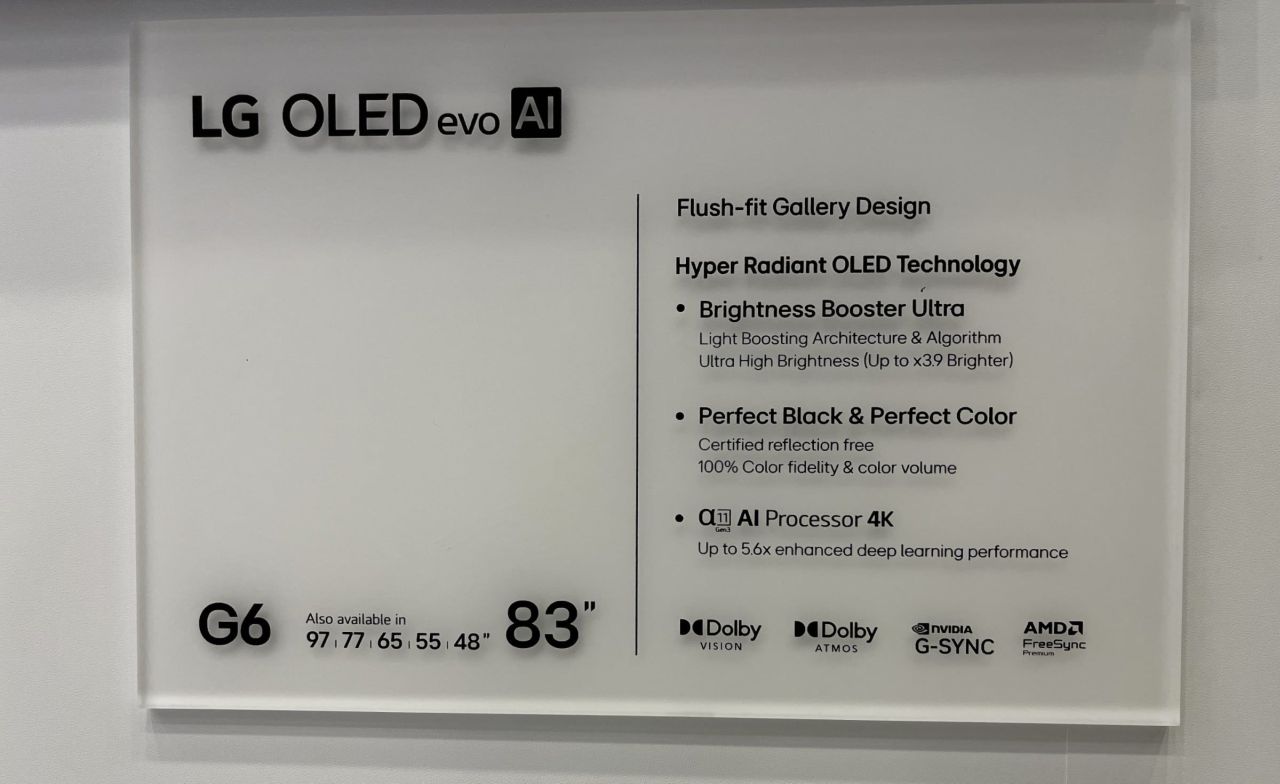 LG OLED evo AI
Flush-fit Gallery Design
Hyper Radiant OLED Technology
• Brightness Booster Ultra
Light Boosting Architecture & Algorithm
Ultra High Brightness (Up to x3.9 Brighter)
• Perfect Black & Perfect Color
Certified reflection free
100% Color fidelity & color volume
• α11 Gen3 AI Processor 4K
Up to 5.6x enhanced deep learning performance
G6
Also available in
97 | 77 | 65 | 55 | 48"
83"
Dolby
VISION
Dolby
ATMOS
NVIDIA
G-SYNC
AMD
FreeSync
Premium